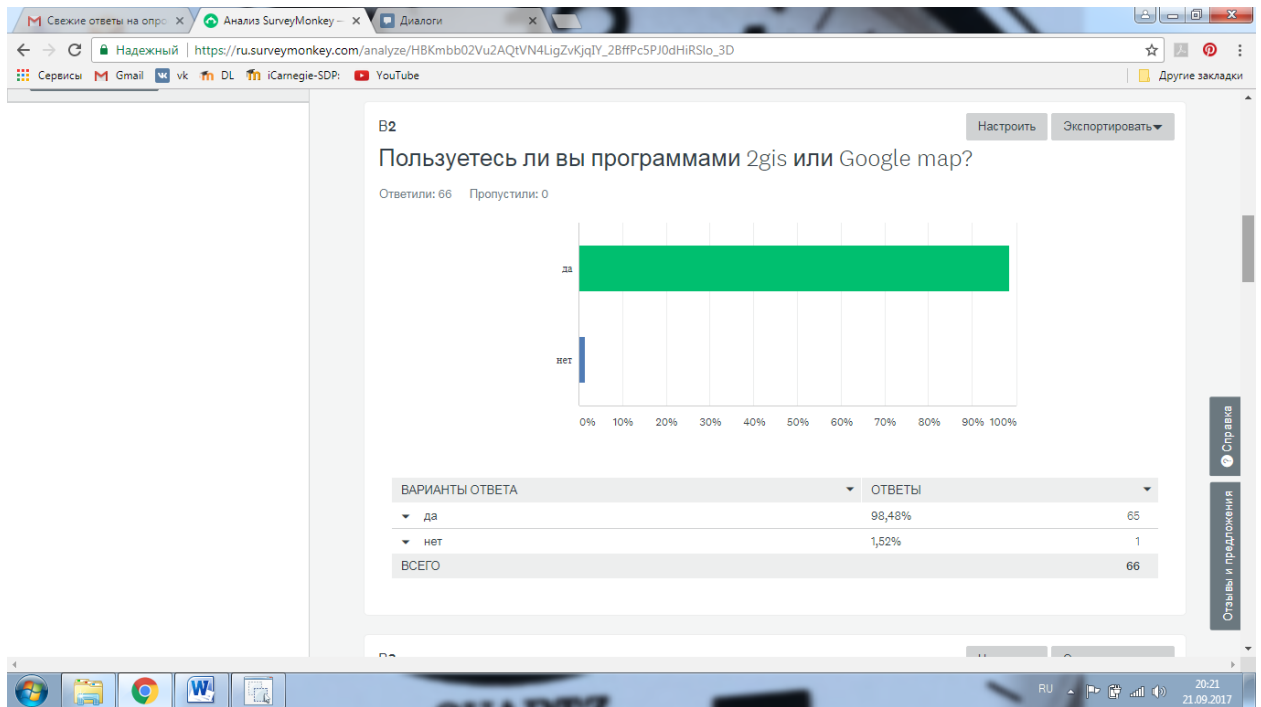 Свежие ответы на опро
Анализ SurveyMonkey –
Диалоги
Надежный
https://ru.surveymonkey.com/analyze/HBKmbb02Vu2AQtVN4LigZvKjqIY_2BffPc5PJ0dHiRSIo_3D
Сервисы Gmail vk DL iCarnegie-SDP: YouTube Другие закладки
В2
Настроить Экспортировать
Пользуетесь ли вы программами 2gis или Google map?
Ответили: 66 Пропустили: 0
да
нет
0% 10% 20% 30% 40% 50% 60% 70% 80% 90% 100%
ВАРИАНТЫ ОТВЕТА ОТВЕТЫ
да 98,48% 65
нет 1,52% 1
ВСЕГО 66
Справка
Отзывы и предложения
RU
20:21
21.09.2017